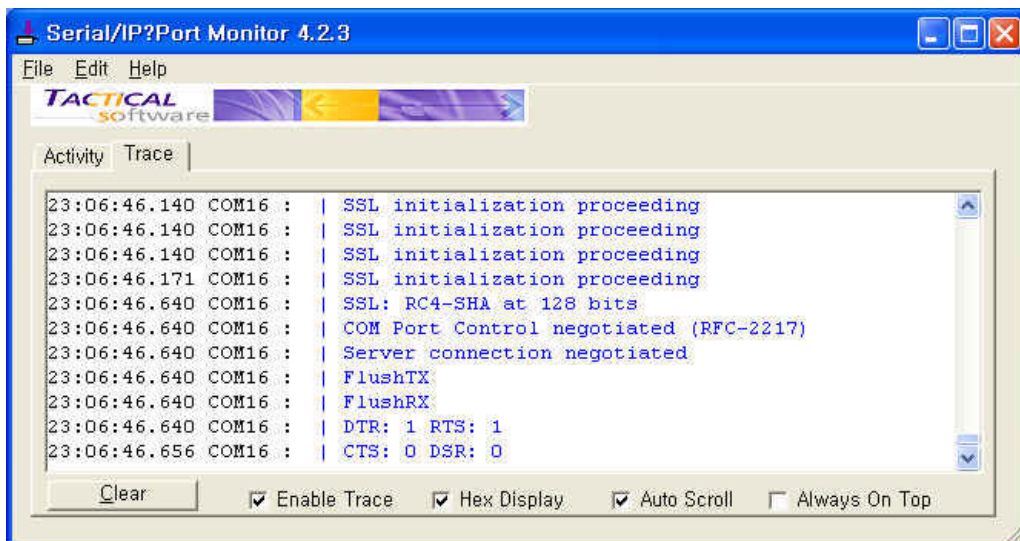 Serial/IP?Port Monitor 4.2.3
File Edit Help
TACTICAL
software
Activity Trace
23:06:46.140 COM16 : | SSL initialization proceeding
23:06:46.140 COM16 : | SSL initialization proceeding
23:06:46.140 COM16 : | SSL initialization proceeding
23:06:46.171 COM16 : | SSL initialization proceeding
23:06:46.640 COM16 : | SSL: RC4-SHA at 128 bits
23:06:46.640 COM16 : | COM Port Control negotiated (RFC-2217)
23:06:46.640 COM16 : | Server connection negotiated
23:06:46.640 COM16 : | FlushTX
23:06:46.640 COM16 : | FlushRX
23:06:46.640 COM16 : | DTR: 1 RTS: 1
23:06:46.656 COM16 : | CTS: 0 DSR: 0
Clear Enable Trace Hex Display Auto Scroll Always On Top